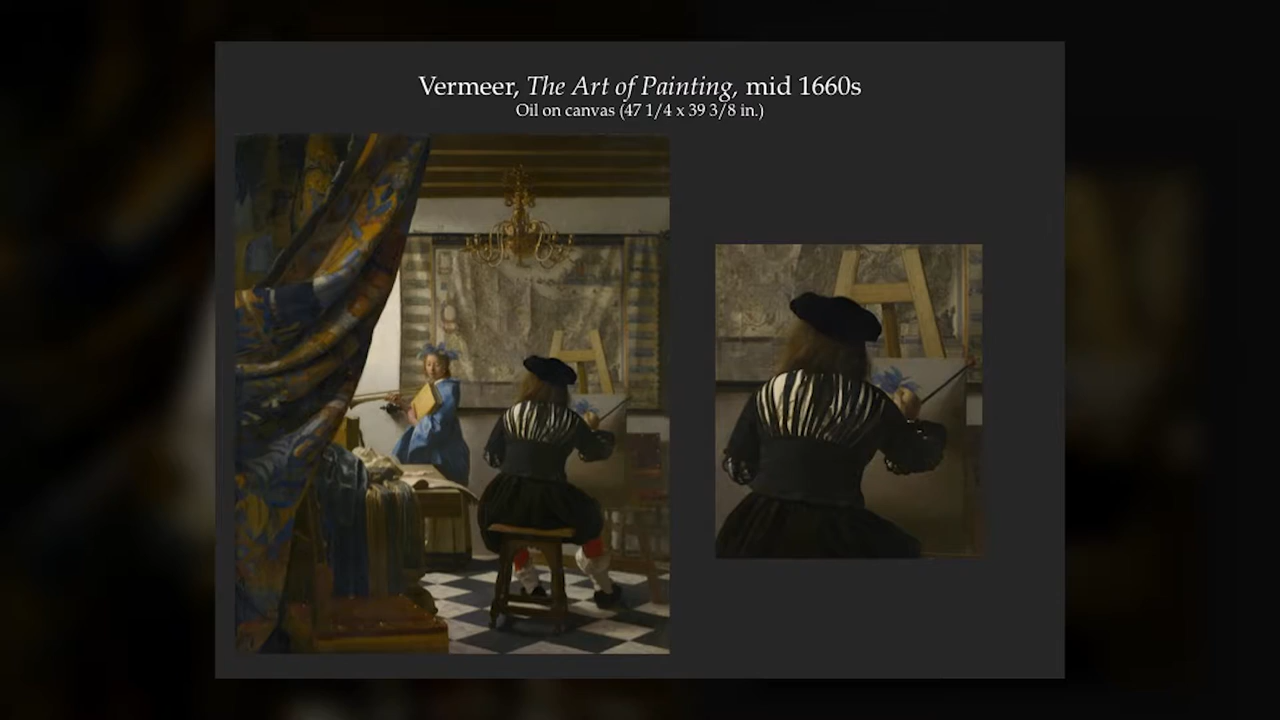 Vermeer, The Art of Painting, mid 1660s
Oil on canvas (47 1/4 x 39 3/8 in.)